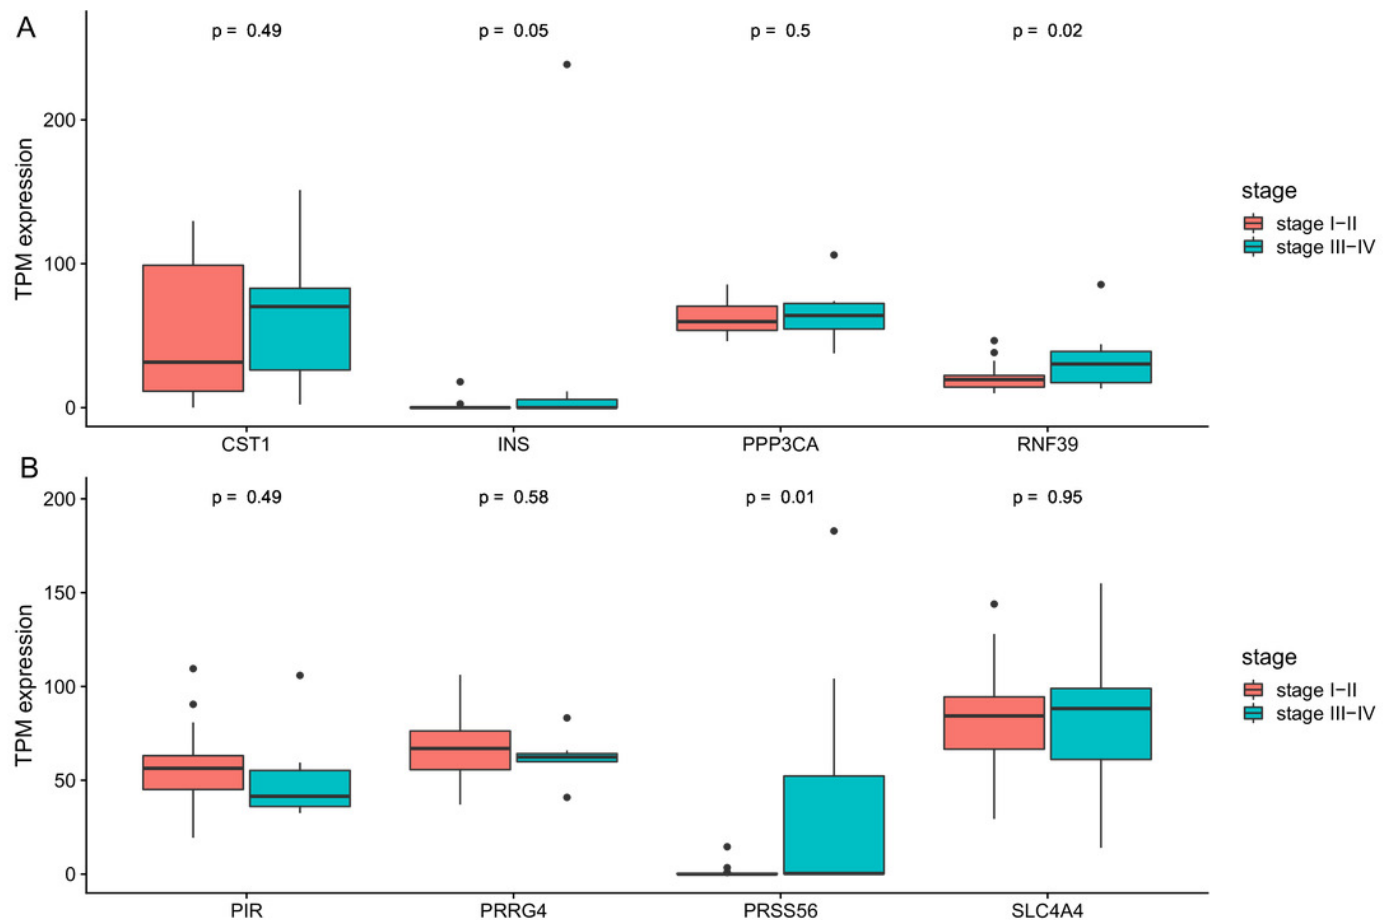 A
p = 0.49
p = 0.05
p = 0.5
p = 0.02
TPM expression
200
100
0
CST1
INS
PPP3CA
RNF39
stage
stage I−II
stage III−IV
B
p = 0.49
p = 0.58
p = 0.01
p = 0.95
TPM expression
200
150
100
50
0
PIR
PRRG4
PRSS56
SLC4A4
stage
stage I−II
stage III−IV